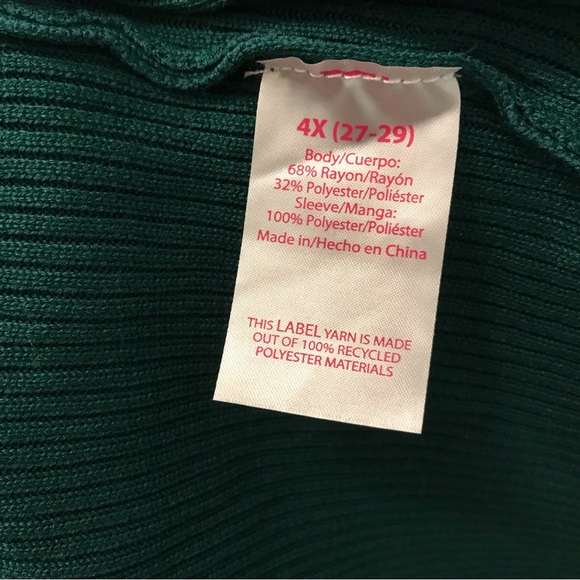 4X (27-29)
Body/Cuerpo:
68% Rayon/Rayón
32% Polyester/Poliéster
Sleeve/Manga:
100% Polyester/Poliéster
Made in/Hecho en China
THIS LABEL YARN IS MADE
OUT OF 100% RECYCLED
POLYESTER MATERIALS